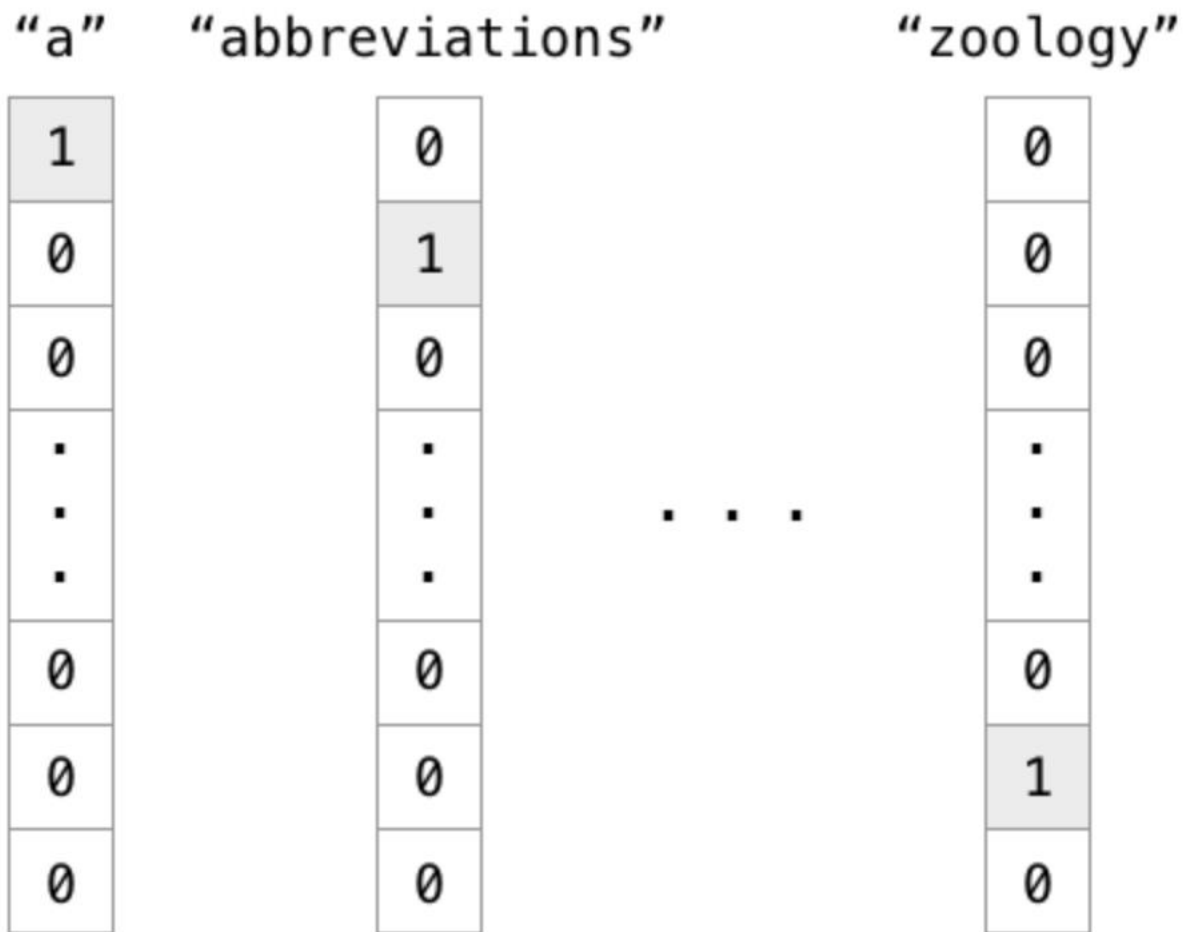 “a” “abbreviations” “zoology”
1 0 0
0 1 0
0 0 0
. . .
. . . . . .
. . .
0 0 0
0 0 1
0 0 0